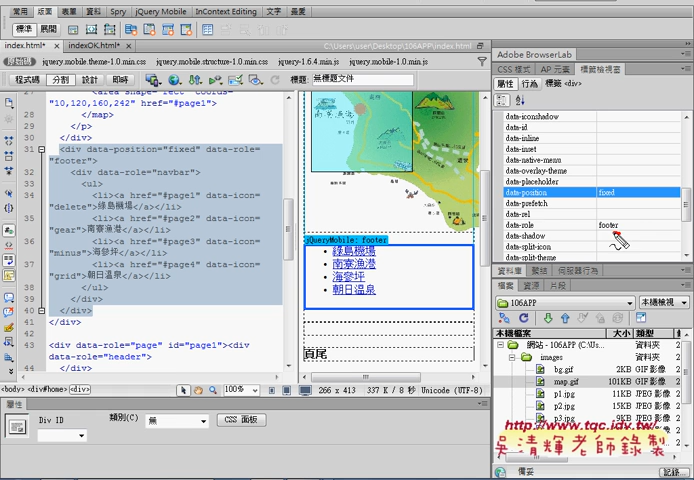 常用 版面 表單 資料 Spry jQuery Mobile InContext Editing 文字 我的最愛
標準 展開
index.html* × indexOK.html* ×
C:\user\user\Desktop\106APP\index.html
原始碼 jquery.mobile.theme-1.0.min.css jquery.mobile.structure-1.0.min.css jquery-1.6.4.min.js jquery.mobile-1.0.min.js
程式碼 分割 設計 即時 標題: 無標題文件
"10,120,160,242" href="#page1">
28 </map>
29 </p>
30 </div>
31 <div data-position="fixed" data-role=
"footer">
32 <div data-role="navbar">
33 <ul>
34 <li><a href="#page1" data-icon=
"delete">綠島機場</a></li>
35 <li><a href="#page2" data-icon=
"gear">南寮漁港</a></li>
36 <li><a href="#page3" data-icon=
"minus">海參坪</a></li>
37 <li><a href="#page4" data-icon=
"grid">朝日温泉</a></li>
38 </ul>
39 </div>
40 </div>
41 </div>
42
43 <div data-role="page" id="page1"><div
data-role="header">
44 </div>
jQueryMobile: footer
綠島機場
南寮漁港
海參坪
朝日温泉
頁尾
<body> <div#home> <div>
100% 266 x 413 337 K / 8 秒 Unicode (UTF-8)
屬性
Div ID 類別(C) 無 CSS 面板
Adobe BrowserLab
CSS 樣式 AP 元素 標籤檢視窗
屬性 行為 標籤 <div>
data-iconshadow
data-id
data-inline
data-inset
data-native-menu
data-overlay-theme
data-placeholder
data-position fixed
data-prefetch
data-rel
data-role footer
data-shadow
data-split-icon
data-split-theme
資料庫 繫結 伺服器行為
檔案 資產 片段
106APP 本機檢視
本機檔案 大小 類型
網站 - 106APP (C:\Us... 資料夾
images 資料夾
bg.gif 2KB GIF 影像
map.gif 101KB GIF 影像
p1.jpg 11KB JPEG 影像
p2.jpg 15KB JPEG 影像
p3.jpg
http://www.tqc.idv.tw/
吳清輝老師錄製
備妥 記錄...